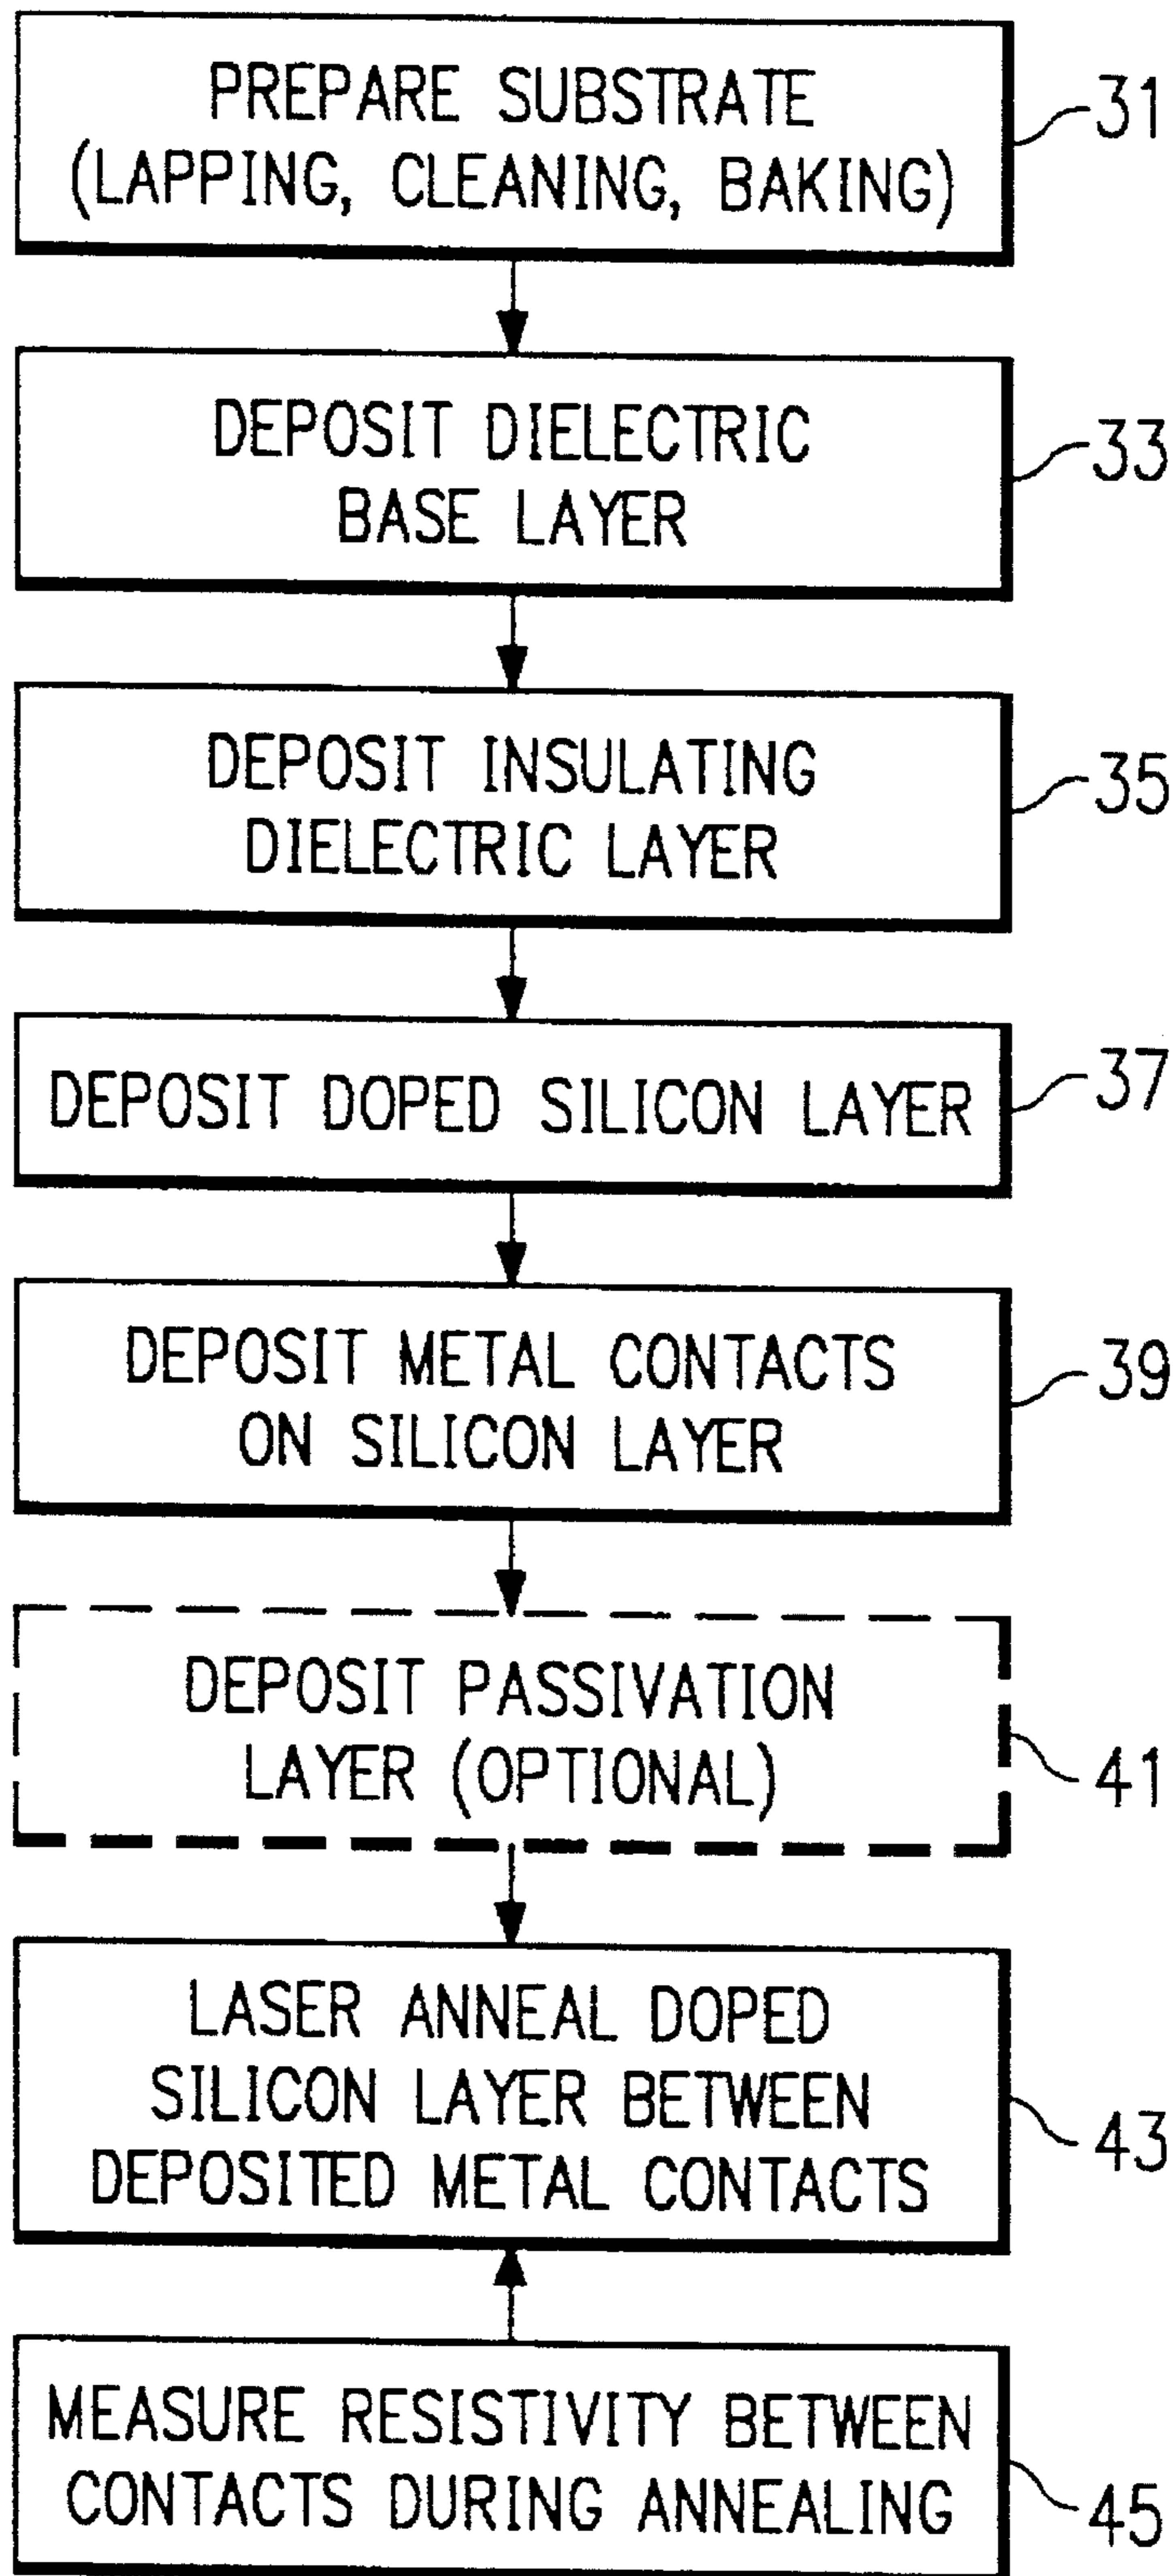 PREPARE SUBSTRATE
(LAPPING, CLEANING, BAKING)
31
DEPOSIT DIELECTRIC
BASE LAYER
33
DEPOSIT INSULATING
DIELECTRIC LAYER
35
DEPOSIT DOPED SILICON LAYER
37
DEPOSIT METAL CONTACTS
ON SILICON LAYER
39
DEPOSIT PASSIVATION
LAYER (OPTIONAL)
41
LASER ANNEAL DOPED
SILICON LAYER BETWEEN
DEPOSITED METAL CONTACTS
43
MEASURE RESISTIVITY BETWEEN
CONTACTS DURING ANNEALING
45